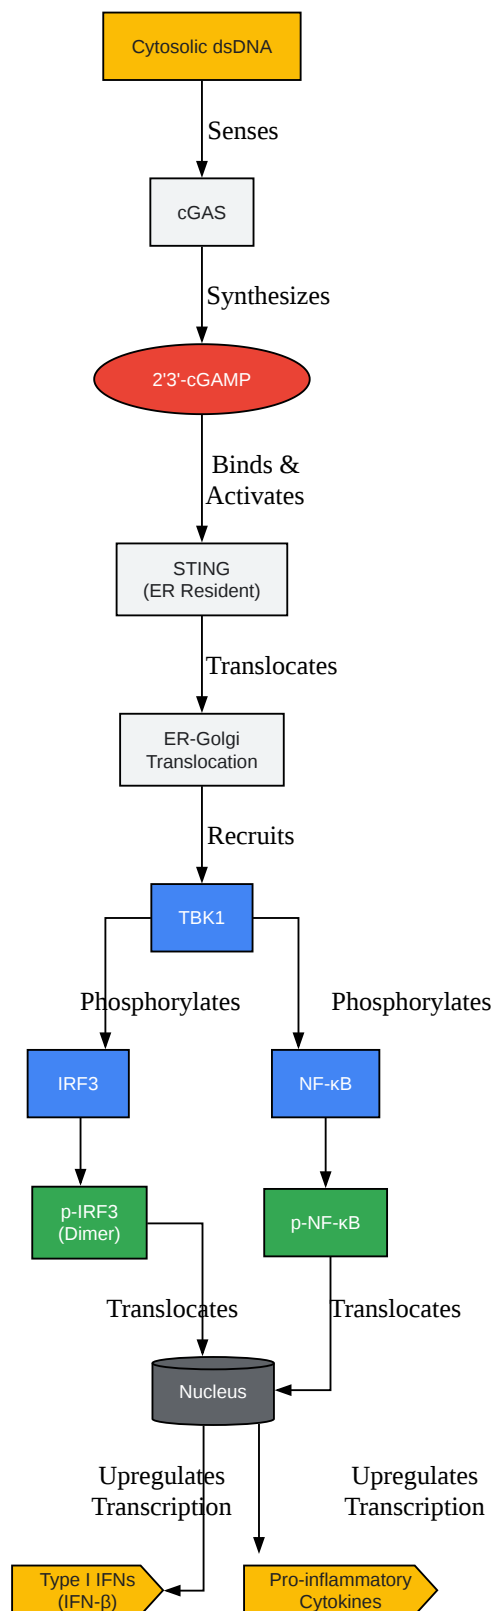 Cytosolic dsDNA
Senses
cGAS
Synthesizes
2'3'-cGAMP
Binds &
Activates
STING
(ER Resident)
Translocates
ER-Golgi
Translocation
Recruits
TBK1
Phosphorylates
Phosphorylates
IRF3
NF-κB
p-IRF3
(Dimer)
p-NF-κB
Translocates
Translocates
Nucleus
Upregulates
Transcription
Upregulates
Transcription
Type I IFNs
(IFN-β)
Pro-inflammatory
Cytokines